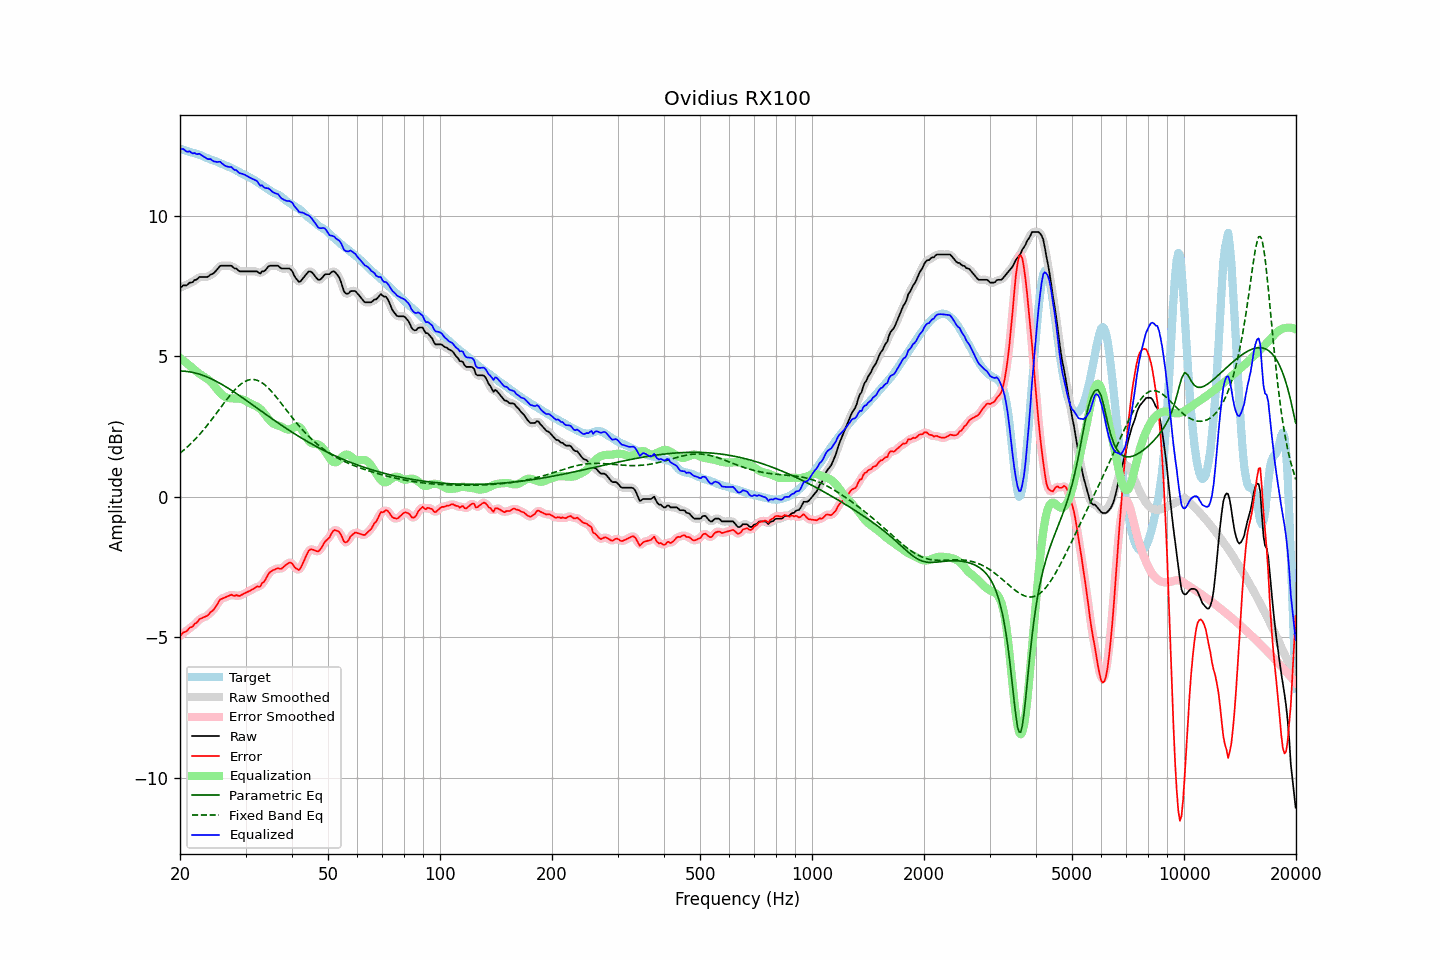 Ovidius RX100
Amplitude (dBr)
10
5
0
−5
−10
Target
Raw Smoothed
Error Smoothed
Raw
Error
Equalization
Parametric Eq
Fixed Band Eq
Equalized
20 50 100 200 500 1000 2000 5000 10000 20000
Frequency (Hz)